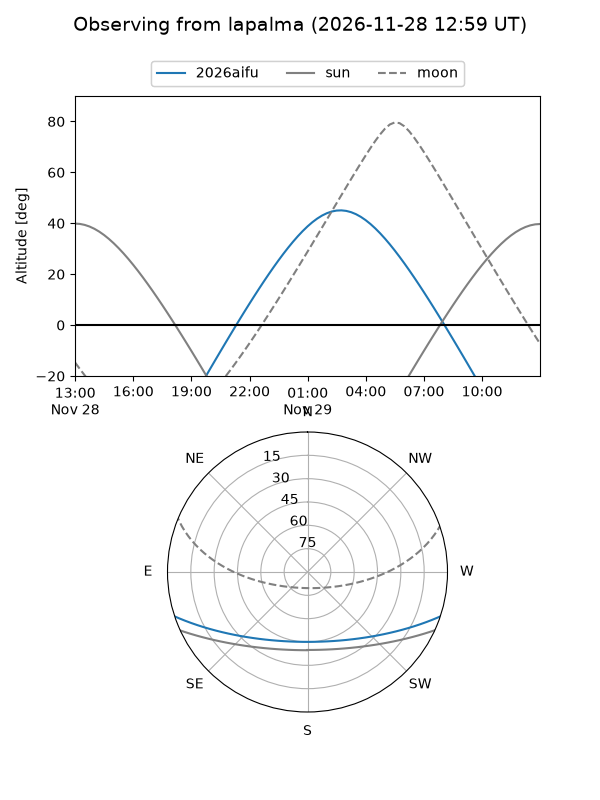 Observing from lapalma (2026-11-28 12:59 UT)
2026aifu sun moon
80
60
40
20
0
−20
Altitude [deg]
13:00 16:00 19:00 22:00 01:00 04:00 07:00 10:00
Nov 28 Nov 29
N
NE NW
15
30
45
60
75
E W
SE SW
S